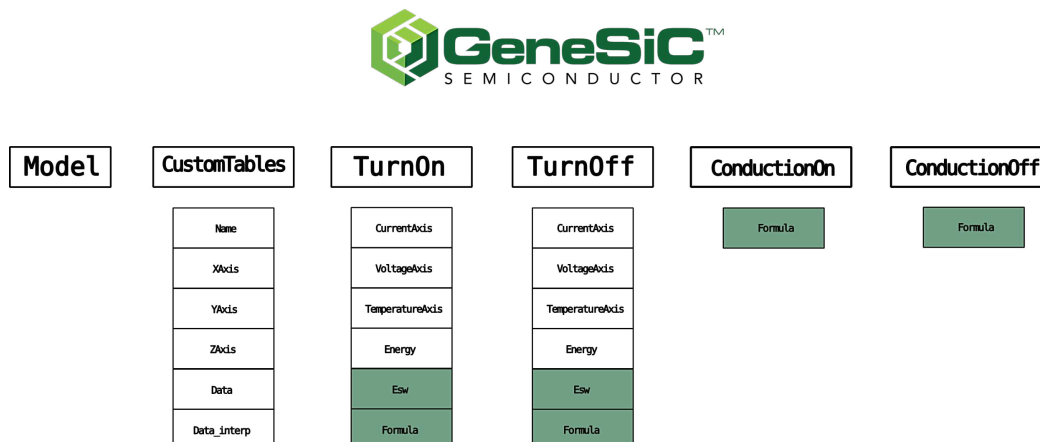 GeneSiC™
SEMICONDUCTOR
Model CustomTables TurnOn TurnOff ConductionOn ConductionOff
Name CurrentAxis CurrentAxis Formula Formula
XAxis VoltageAxis VoltageAxis
YAxis TemperatureAxis TemperatureAxis
ZAxis Energy Energy
Data Esw Esw
Data_interp Formula Formula